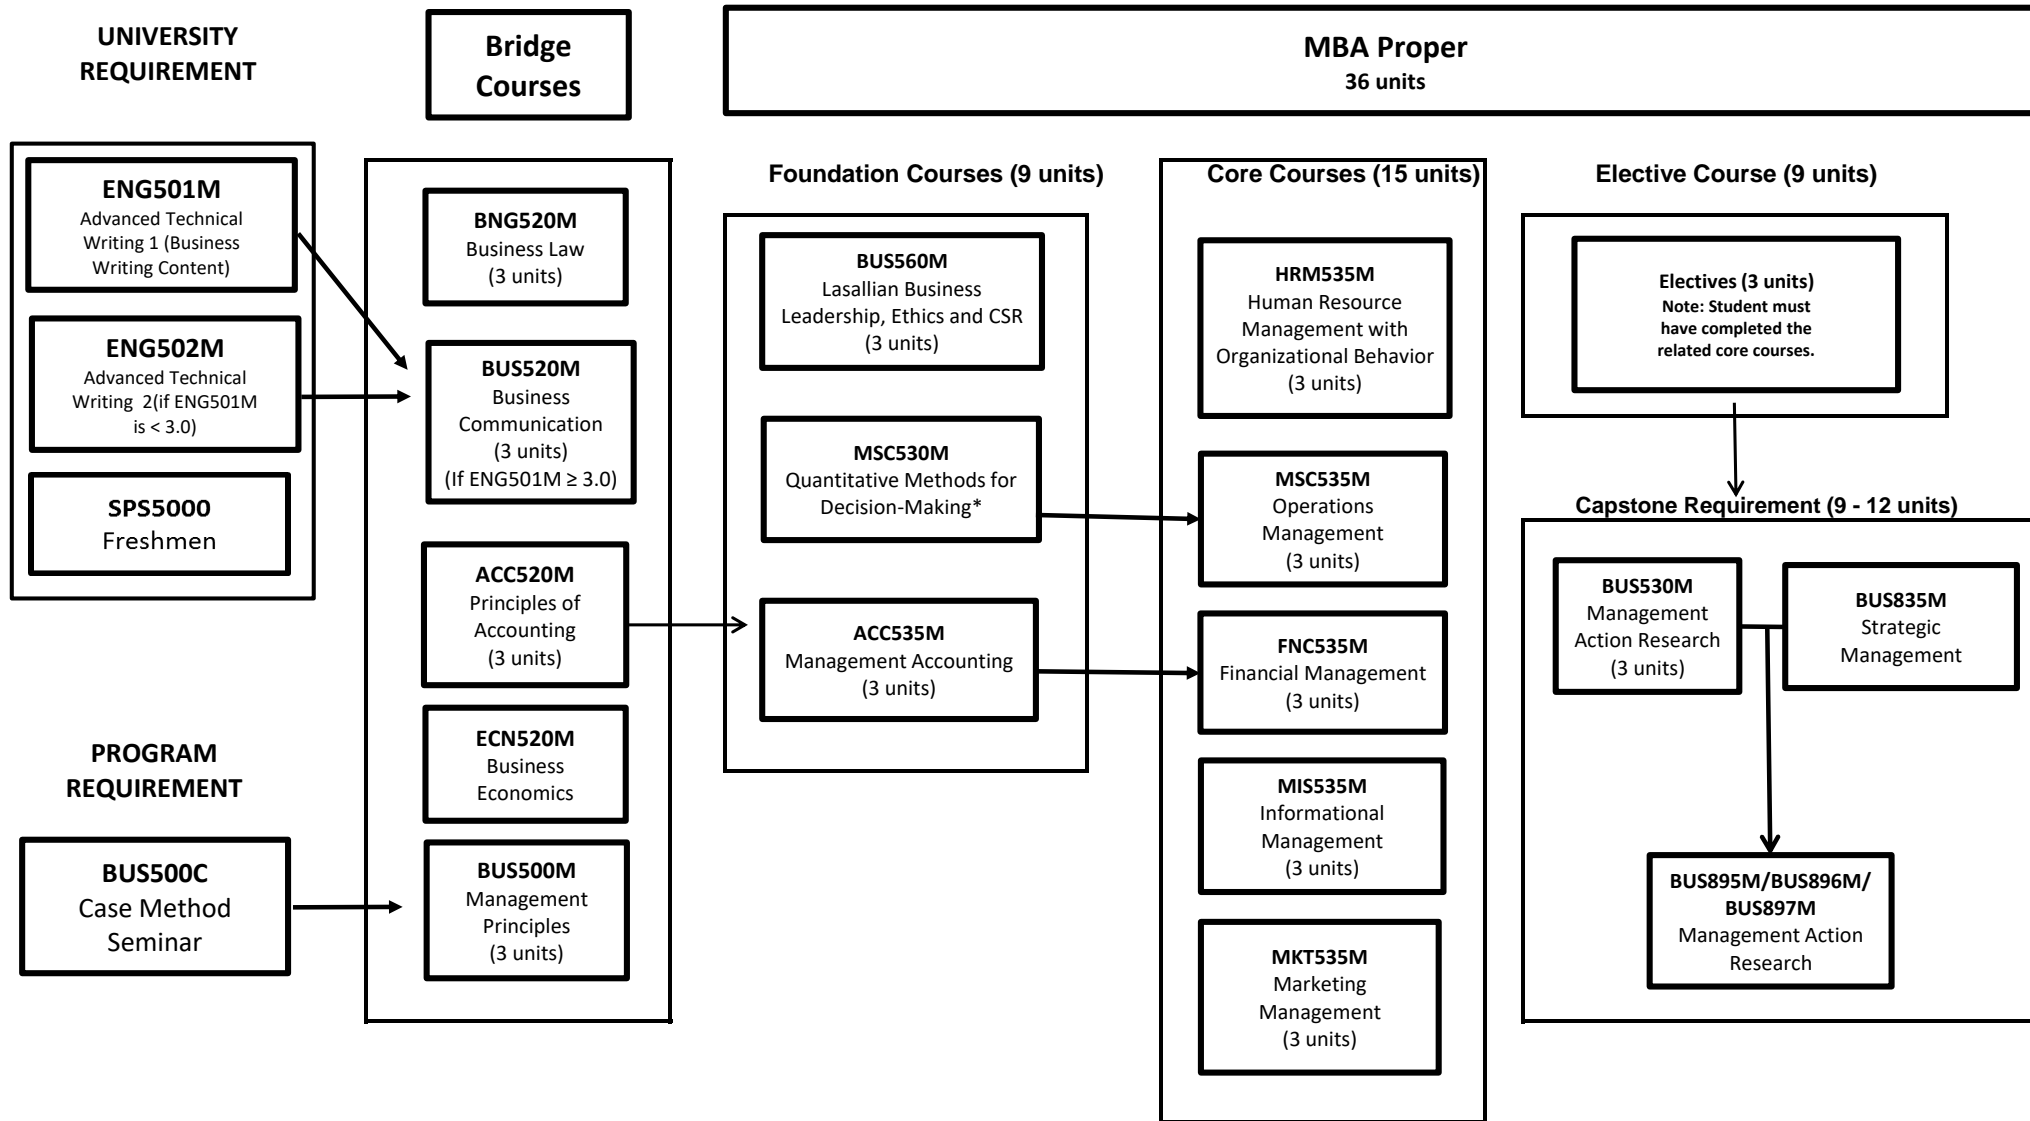 UNIVERSITY
REQUIREMENT
ENG501M
Advanced Technical
Writing 1 (Business
Writing Content)
ENG502M
Advanced Technical
Writing  2(if ENG501M
is < 3.0)
SPS5000
Freshmen
PROGRAM
REQUIREMENT
BUS500C
Case Method
Seminar
Bridge
Courses
BNG520M
Business Law
(3 units)
BUS520M
Business
Communication
(3 units)
(If ENG501M ≥ 3.0)
ACC520M
Principles of
Accounting
(3 units)
ECN520M
Business
Economics
BUS500M
Management
Principles
(3 units)
MBA Proper
36 units
Foundation Courses (9 units)
BUS560M
Lasallian Business
Leadership, Ethics and CSR
(3 units)
MSC530M
Quantitative Methods for
Decision-Making*
ACC535M
Management Accounting
(3 units)
Core Courses (15 units)
HRM535M
Human Resource
Management with
Organizational Behavior
(3 units)
MSC535M
Operations
Management
(3 units)
FNC535M
Financial Management
(3 units)
MIS535M
Informational
Management
(3 units)
MKT535M
Marketing
Management
(3 units)
Elective Course (9 units)
Electives (3 units)
Note: Student must
have completed the
related core courses.
Capstone Requirement (9 - 12 units)
BUS530M
Management
Action Research
(3 units)
BUS835M
Strategic
Management
BUS895M/BUS896M/
BUS897M
Management Action
Research